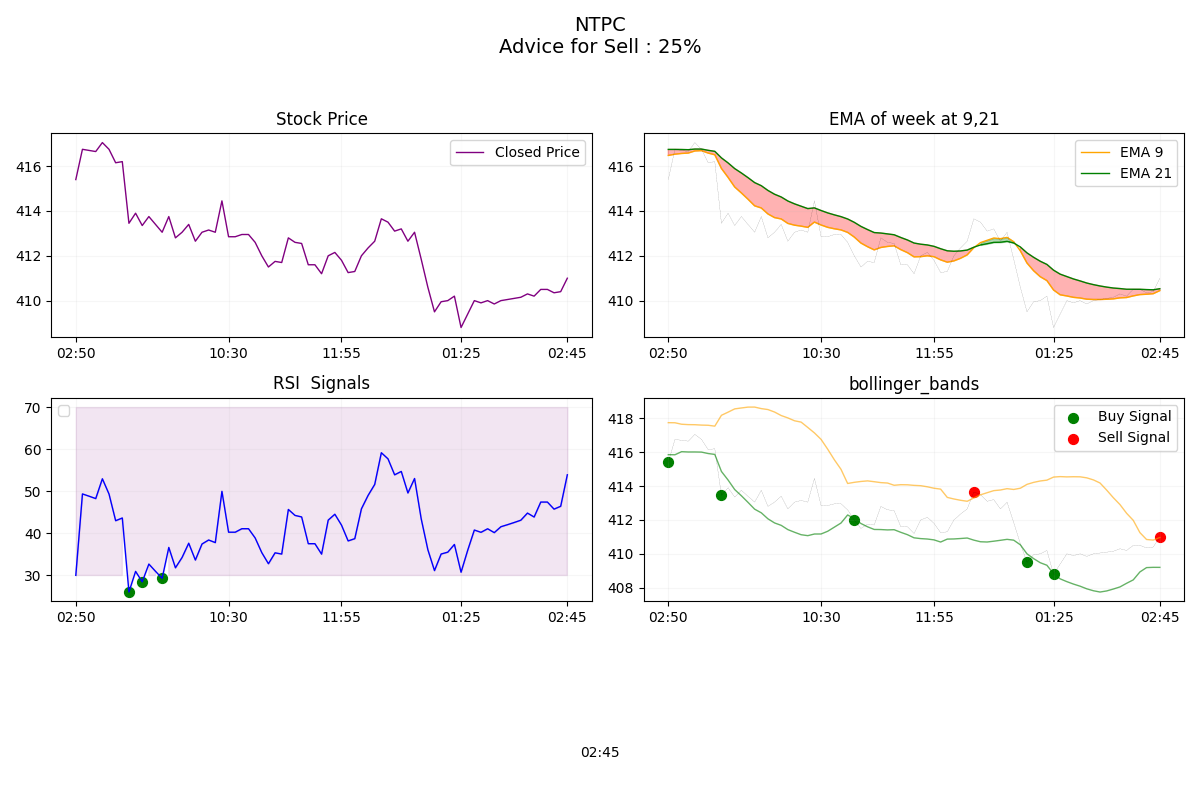 NTPC
Advice for Sell : 25%
Stock Price
Closed Price
416
414
412
410
02:50 10:30 11:55 01:25 02:45
EMA of week at 9,21
EMA 9
EMA 21
416
414
412
410
02:50 10:30 11:55 01:25 02:45
RSI  Signals
70
60
50
40
30
02:50 10:30 11:55 01:25 02:45
bollinger_bands
Buy Signal
Sell Signal
418
416
414
412
410
408
02:50 10:30 11:55 01:25 02:45
02:45